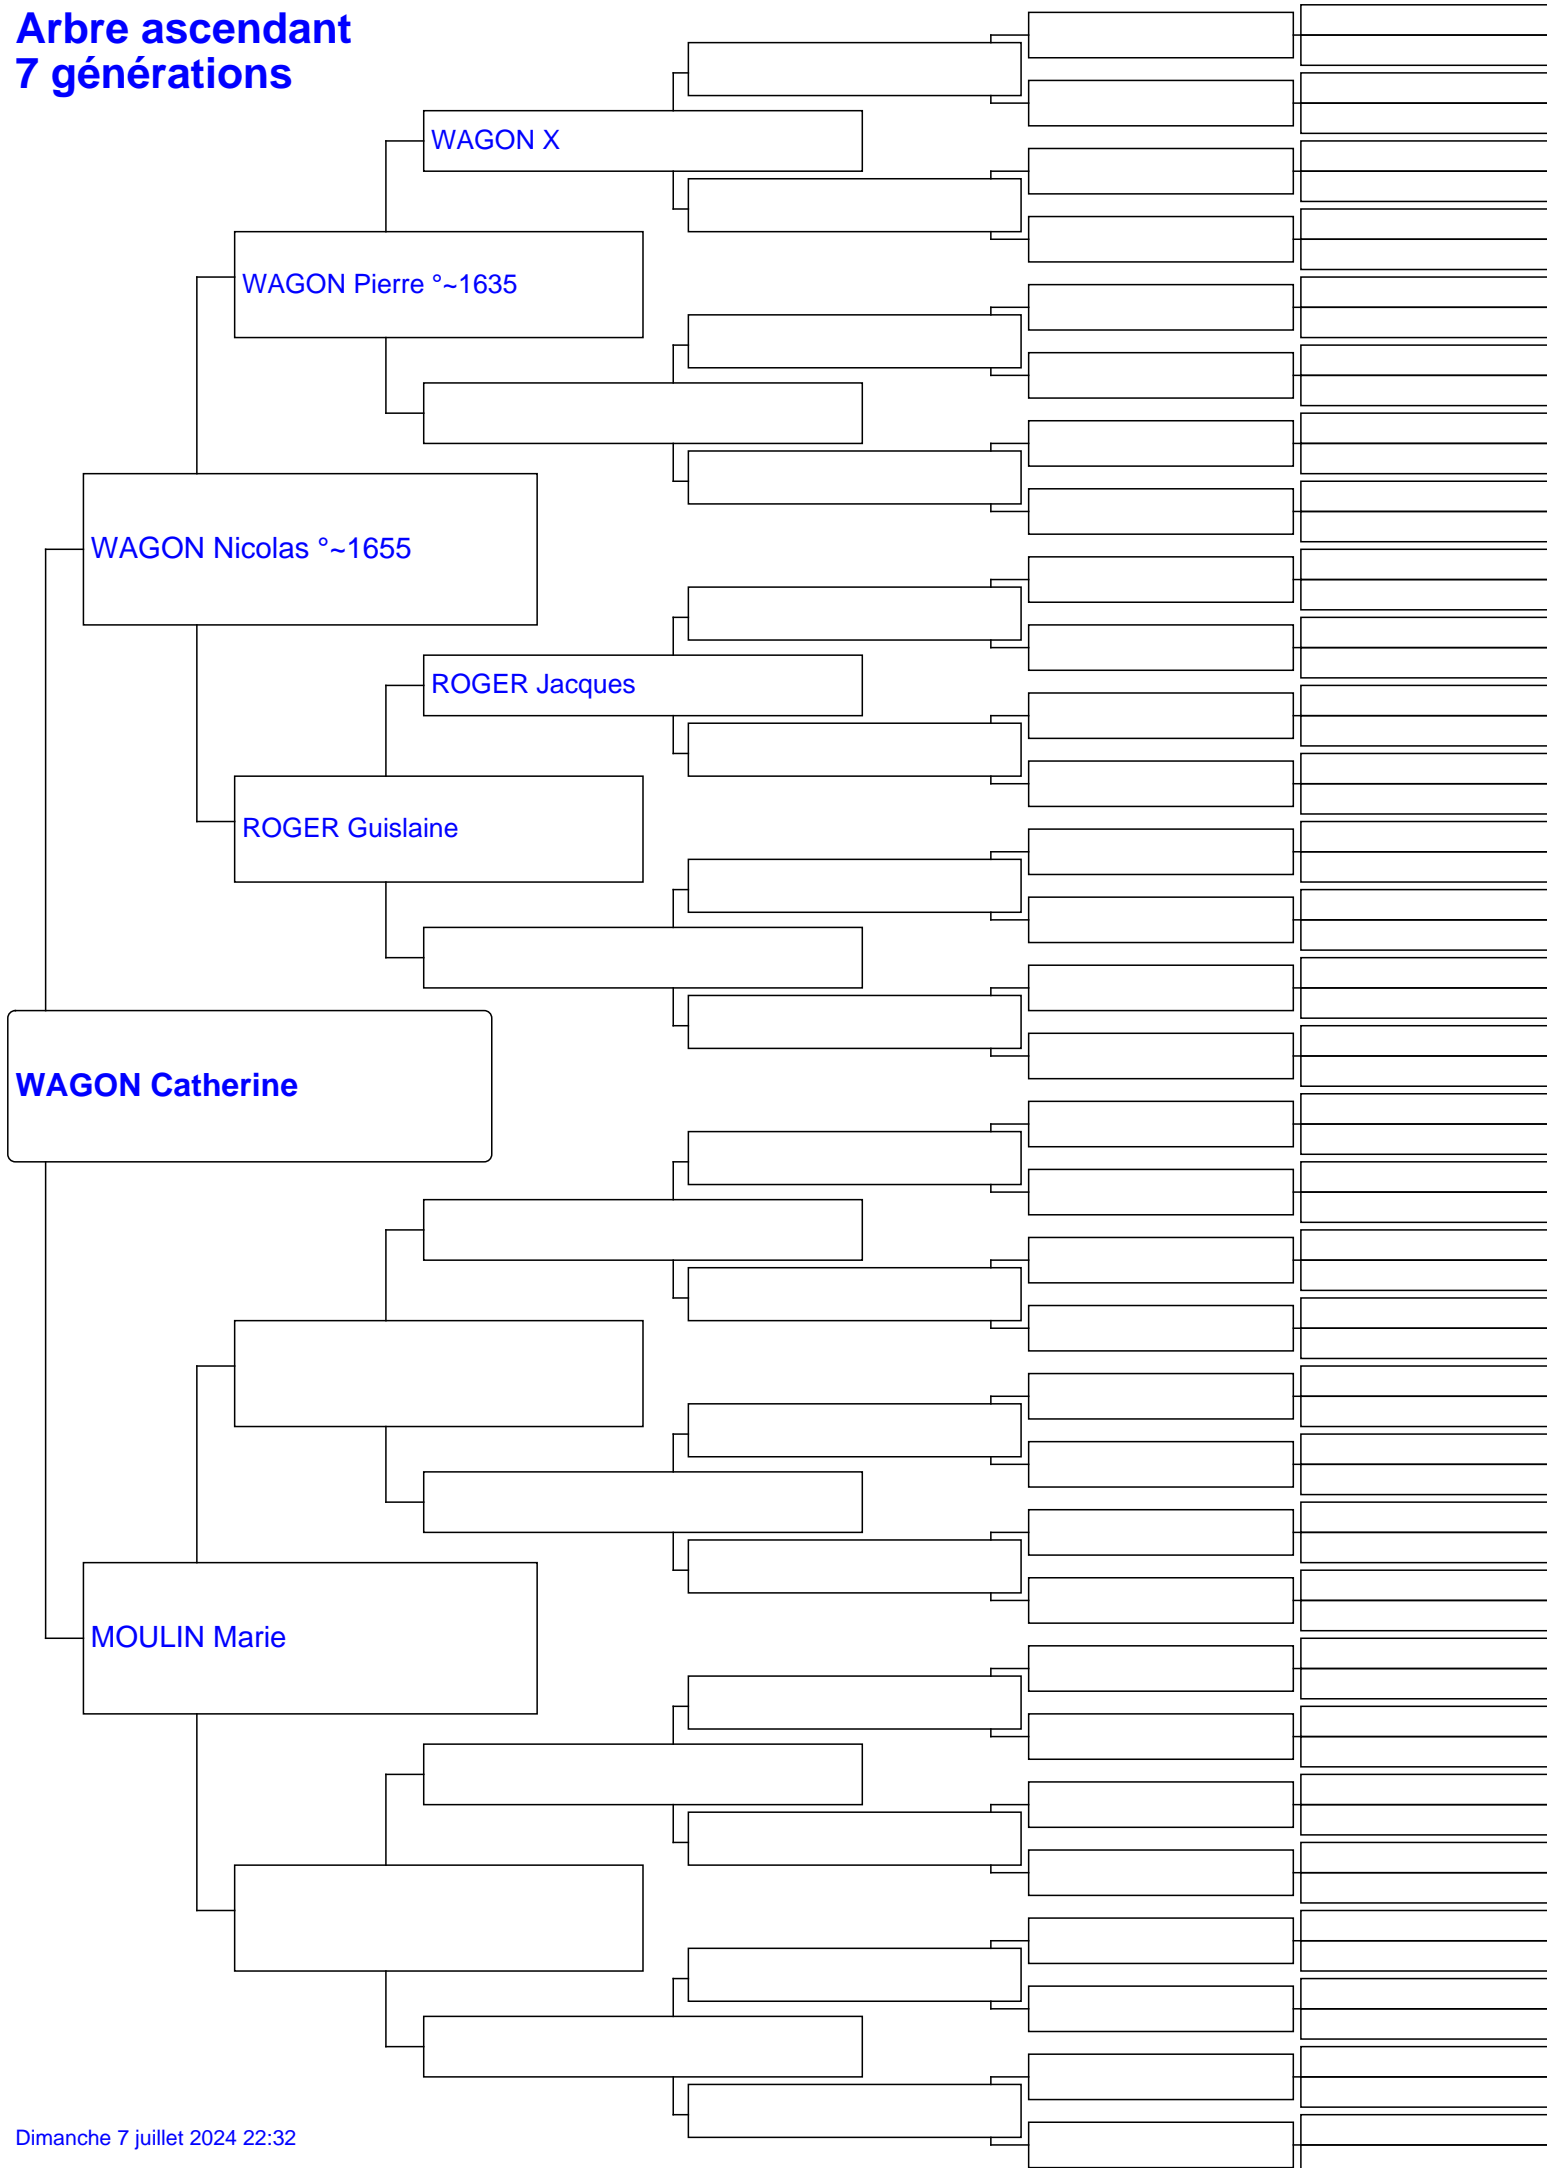 Arbre ascendant
7 générations
WAGON X
WAGON Pierre °~1635
WAGON Nicolas °~1655
ROGER Jacques
ROGER Guislaine
WAGON Catherine
MOULIN Marie
Dimanche 7 juillet 2024 22:32